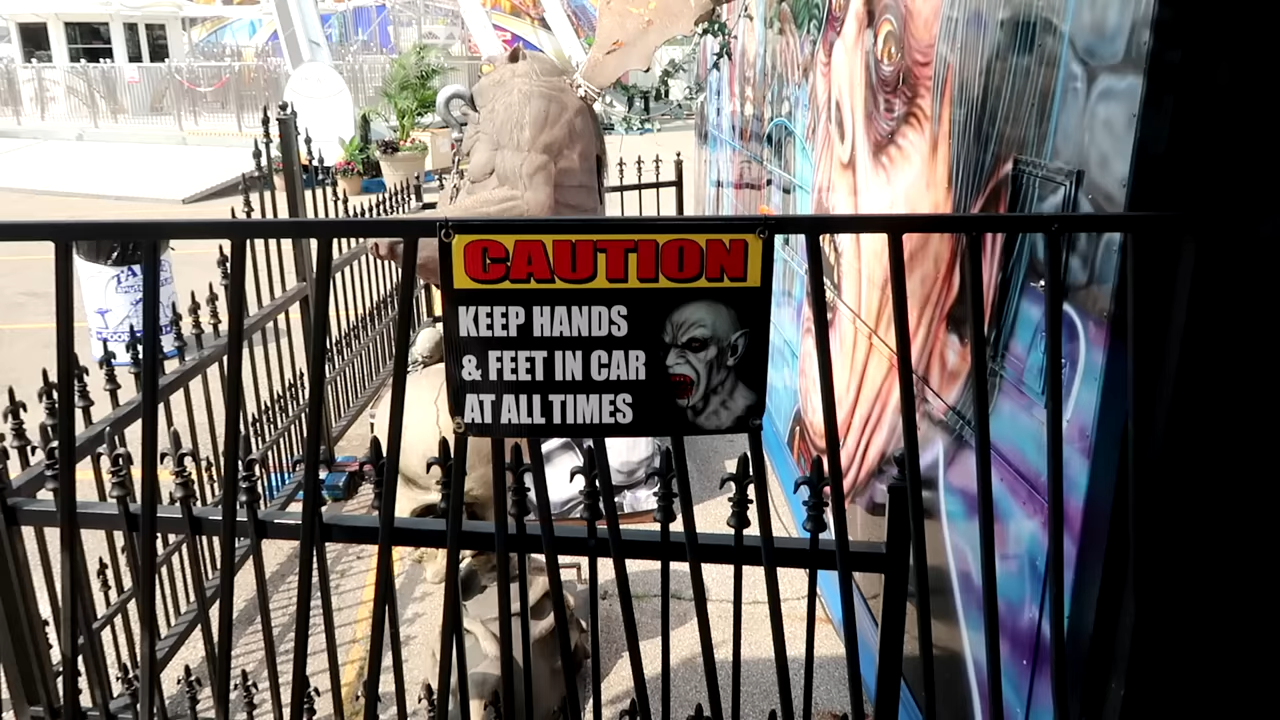 CAUTION
KEEP HANDS
& FEET IN CAR
AT ALL TIMES